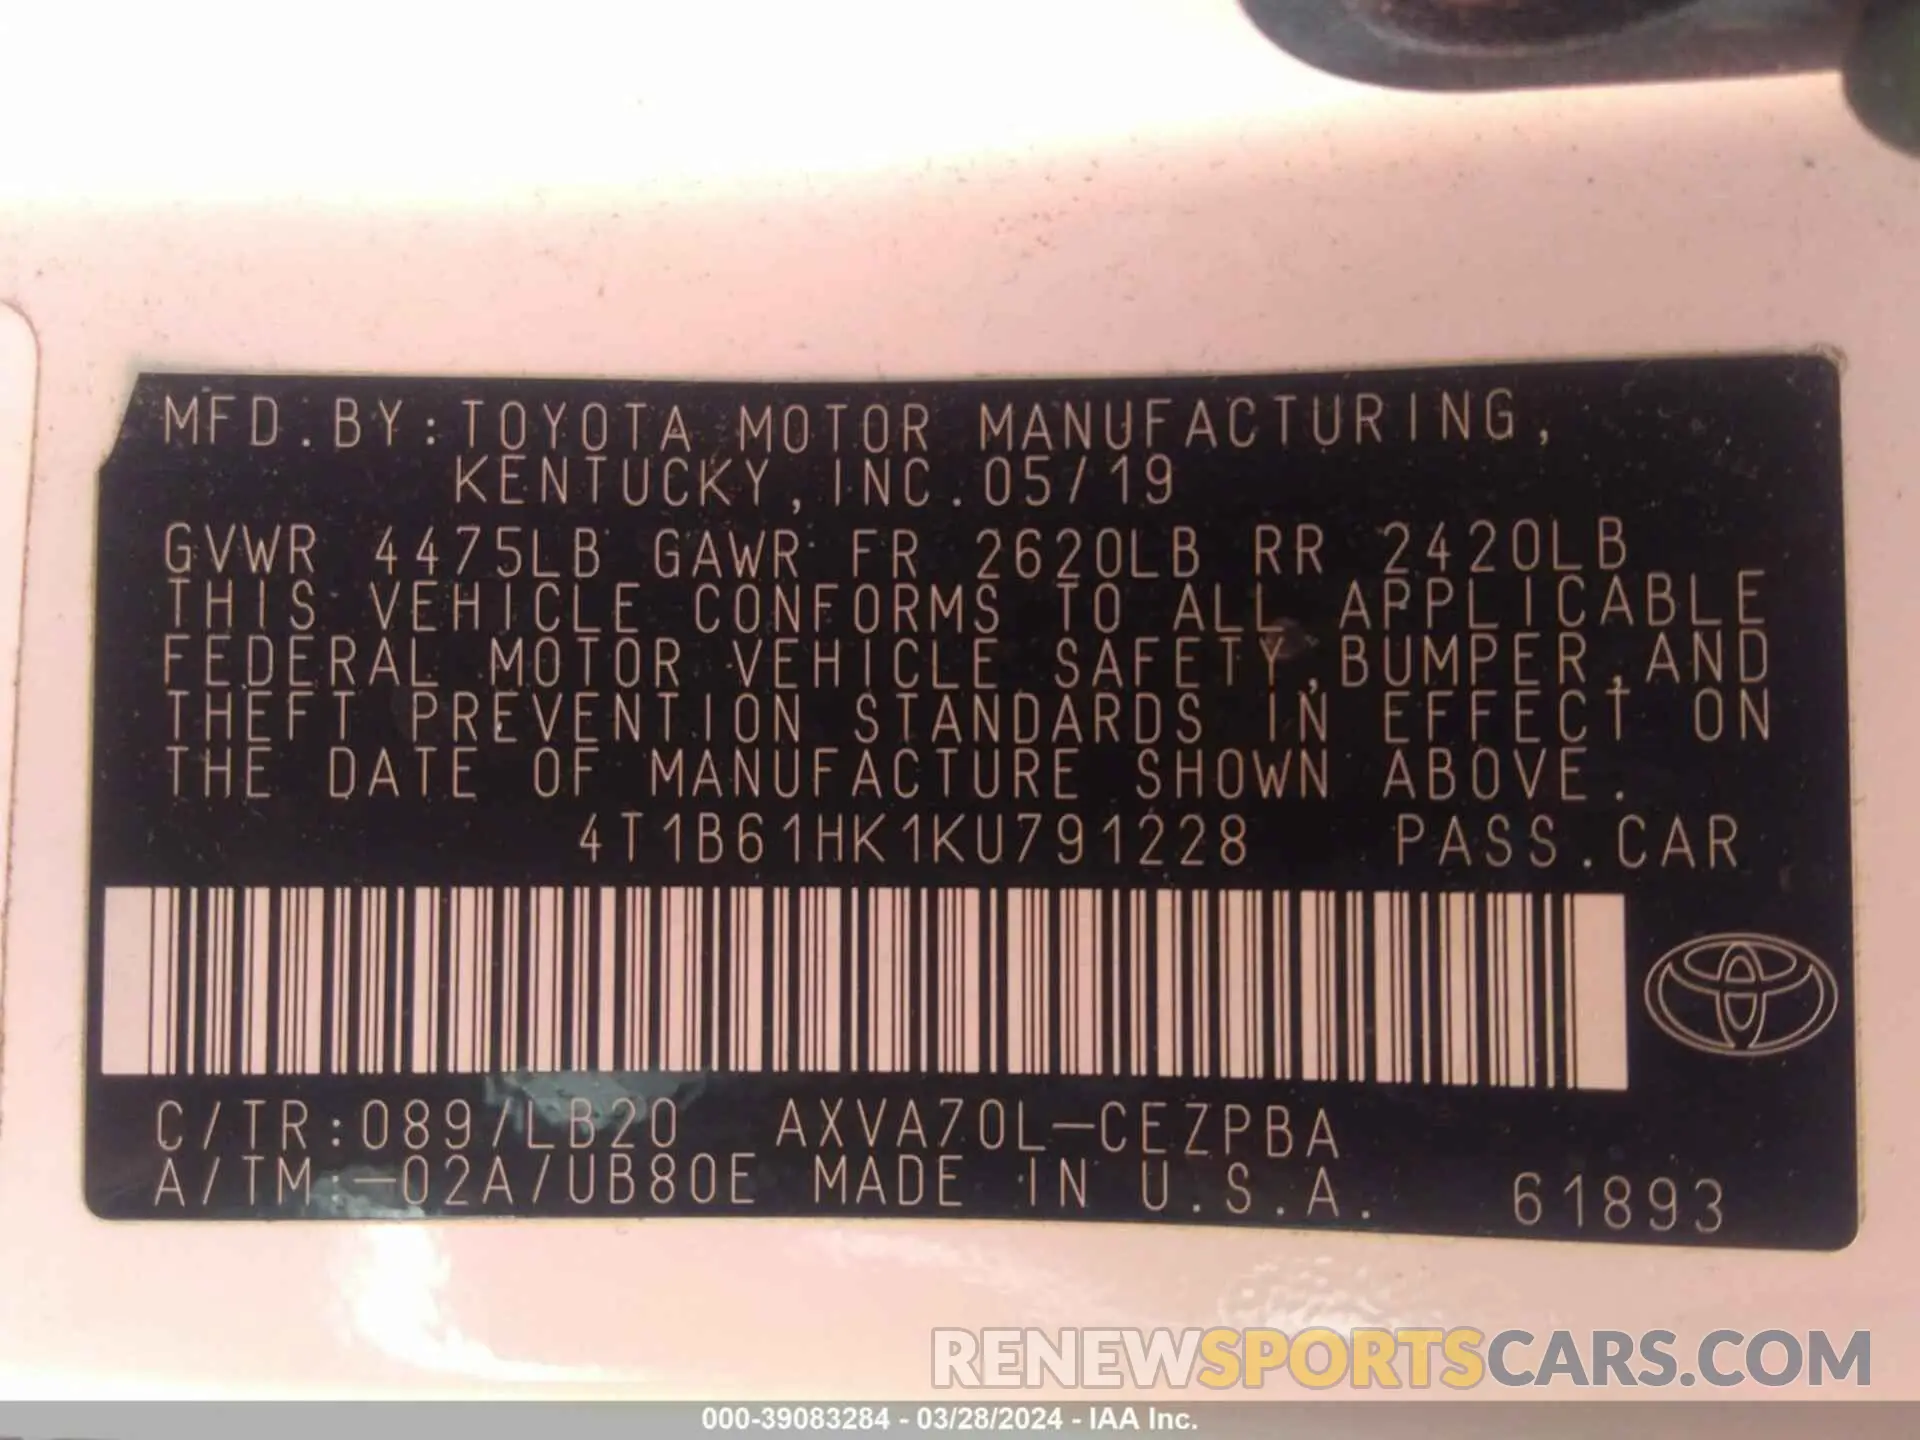 MFD.BY:TOYOTA MOTOR MANUFACTURING,
KENTUCKY,INC.05/19
GVWR 4475LB GAWR FR 2620LB RR 2420LB
THIS VEHICLE CONFORMS TO ALL APPLICABLE
FEDERAL MOTOR VEHICLE SAFETY,BUMPER,AND
THEFT PREVENTION STANDARDS IN EFFECT ON
THE DATE OF MANUFACTURE SHOWN ABOVE.
4T1B61HK1KU791228 PASS.CAR
C/TR:089/LB20 AXVA70L-CEZPBA
A/TM:-02A/UB80E MADE IN U.S.A. 61893
RENEWSPORTSCARS.COM
000-39083284 - 03/28/2024 - IAA Inc.